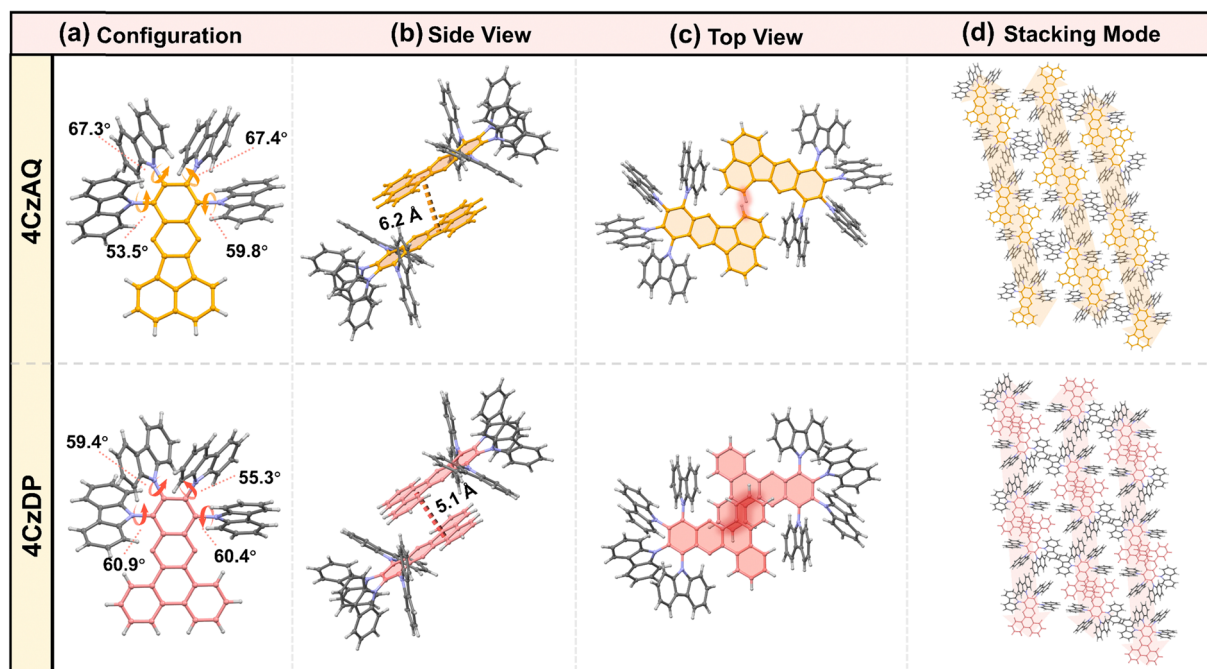 (a) Configuration
(b) Side View
(c) Top View
(d) Stacking Mode
4CzAQ
67.3°
67.4°
53.5°
59.8°
6.2 Å
4CzDP
59.4°
55.3°
60.9°
60.4°
5.1 Å